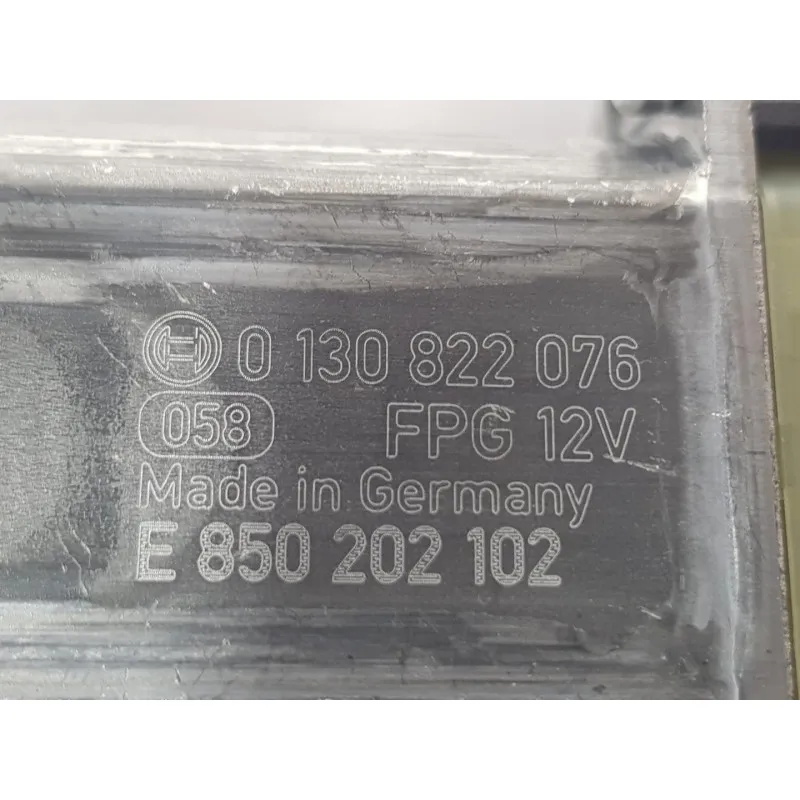 0 130 822 076
058 FPG 12V
Made in Germany
E 850 202 102